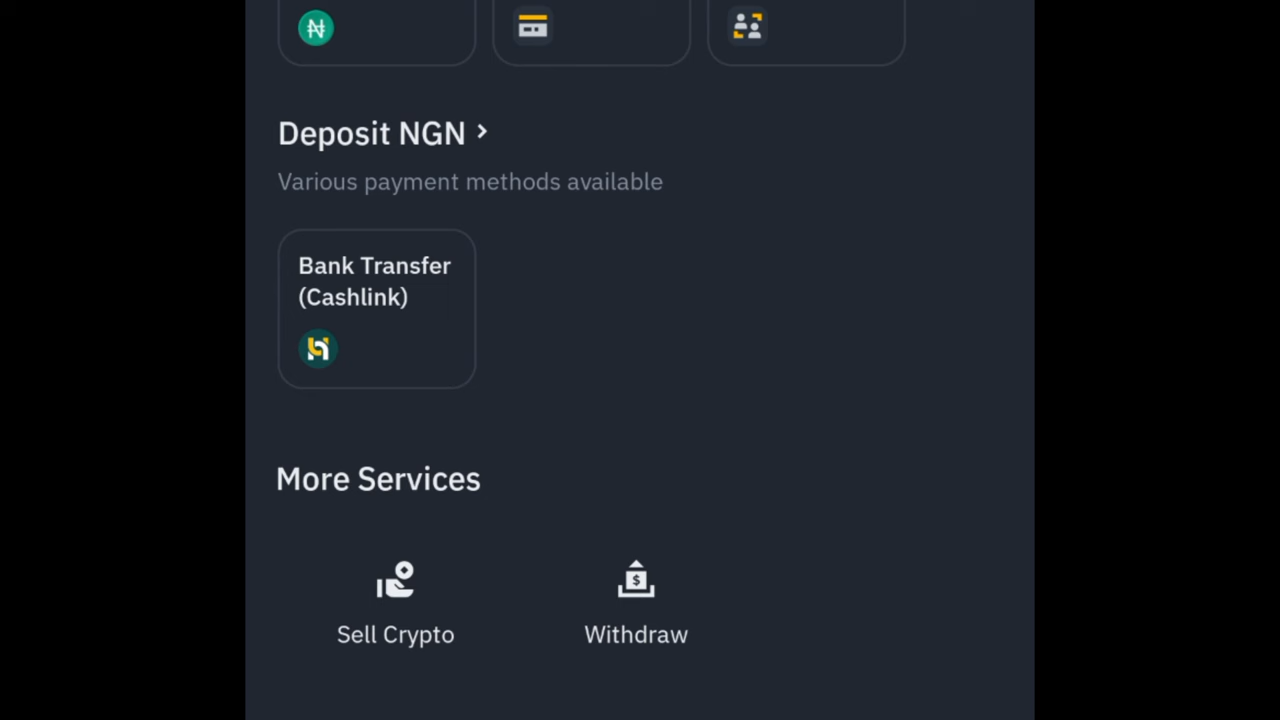 Deposit NGN
Various payment methods available
Bank Transfer
(Cashlink)
More Services
Sell Crypto
Withdraw